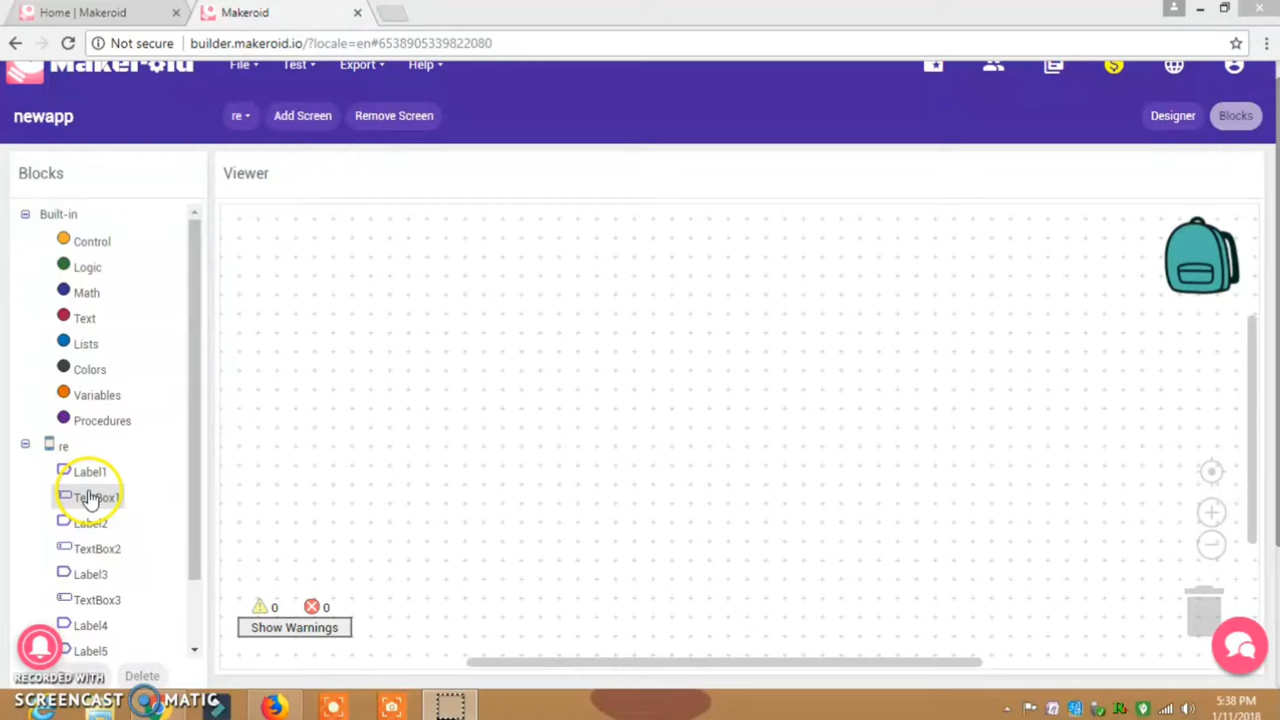 Home | Makeroid
Makeroid
Not secure
builder.makeroid.io/?locale=en#6538905339822080
Makeroid
File
Test
Export
Help
newapp
re
Add Screen
Remove Screen
Designer
Blocks
Blocks
Viewer
Built-in
Control
Logic
Math
Text
Lists
Colors
Variables
Procedures
re
Label1
TextBox1
Label2
TextBox2
Label3
TextBox3
Label4
Label5
Delete
0
0
Show Warnings
RECORDED WITH
SCREENCAST MATIC
5:38 PM
1/11/2018